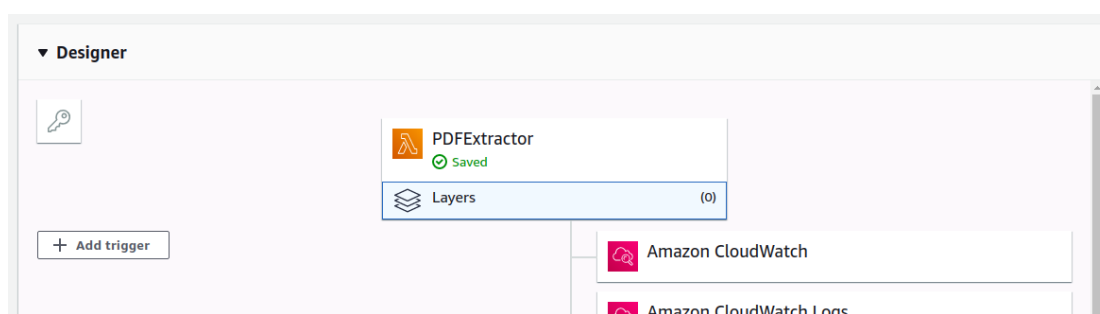 Designer
PDFExtractor
Saved
Layers (0)
+ Add trigger
Amazon CloudWatch
Amazon CloudWatch Logs